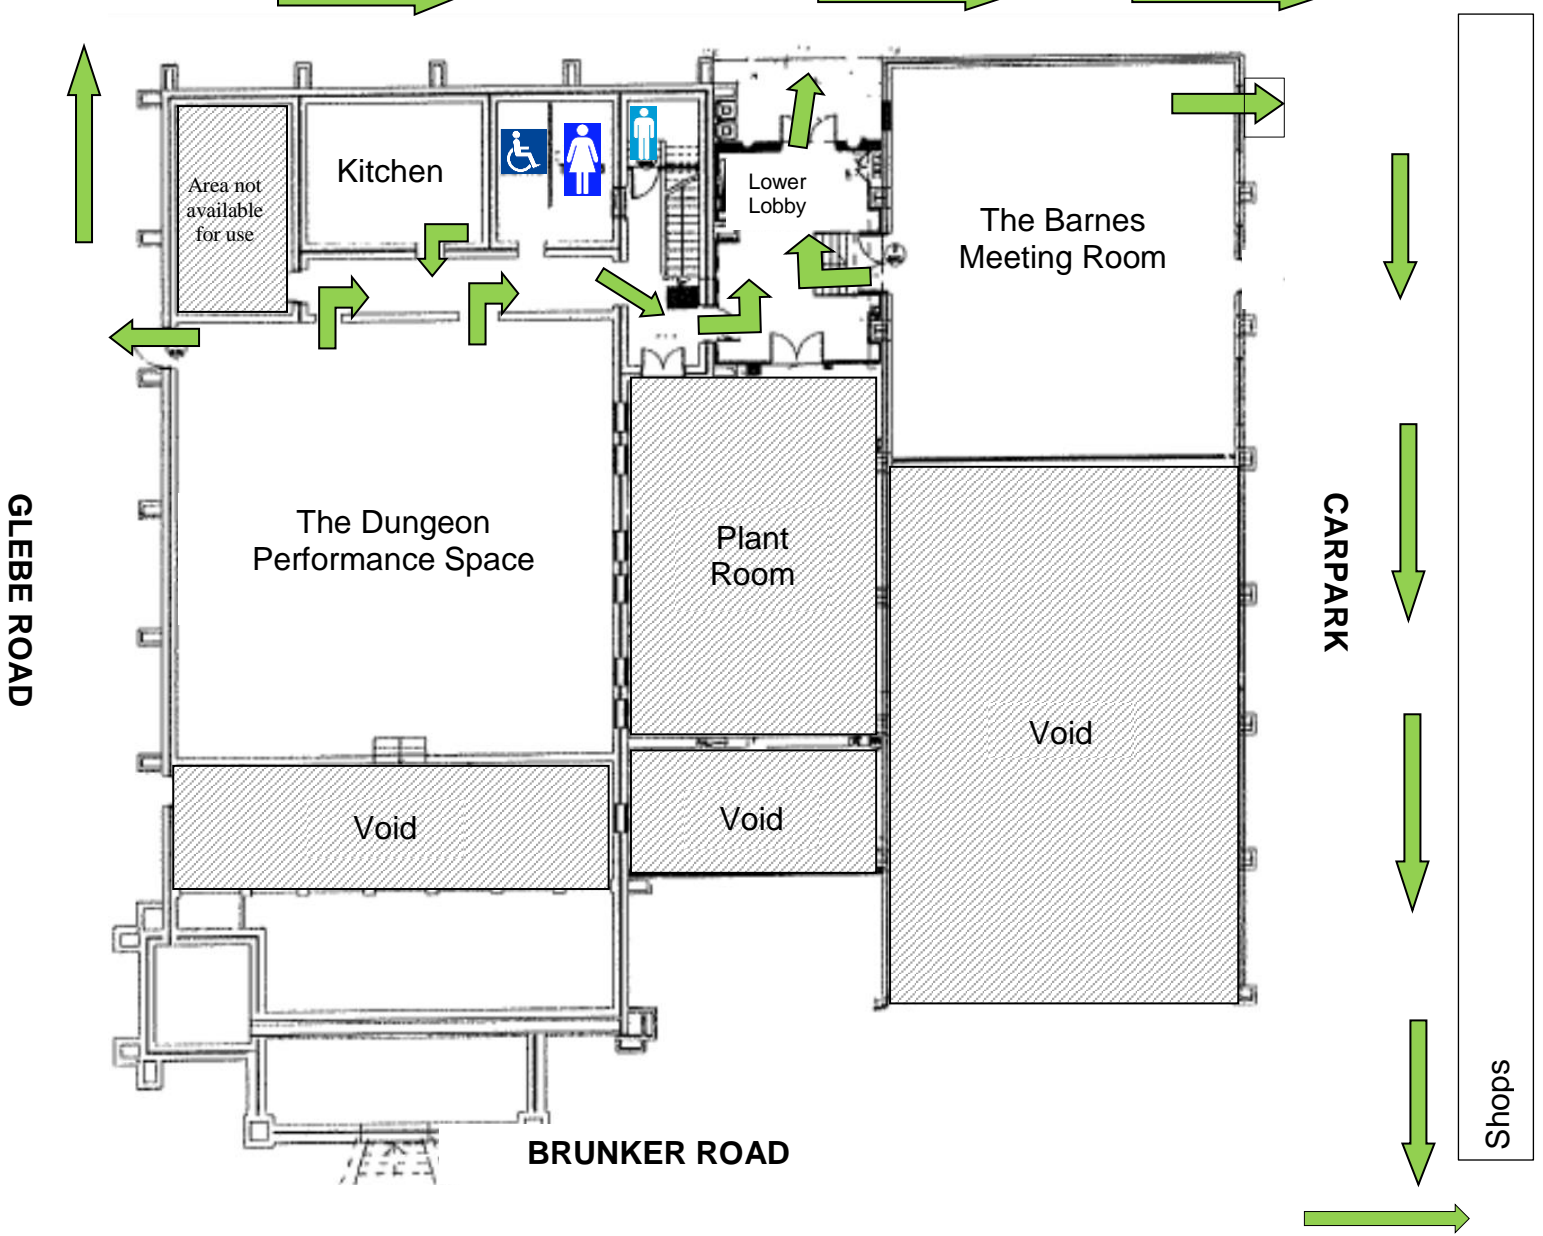 Kitchen
Area not
available
for use
Lower
Lobby
The Barnes
Meeting Room
The Dungeon
Performance Space
Plant
Room
GLEBE ROAD
CARPARK
Void
Void
Void
Shops
BRUNKER ROAD